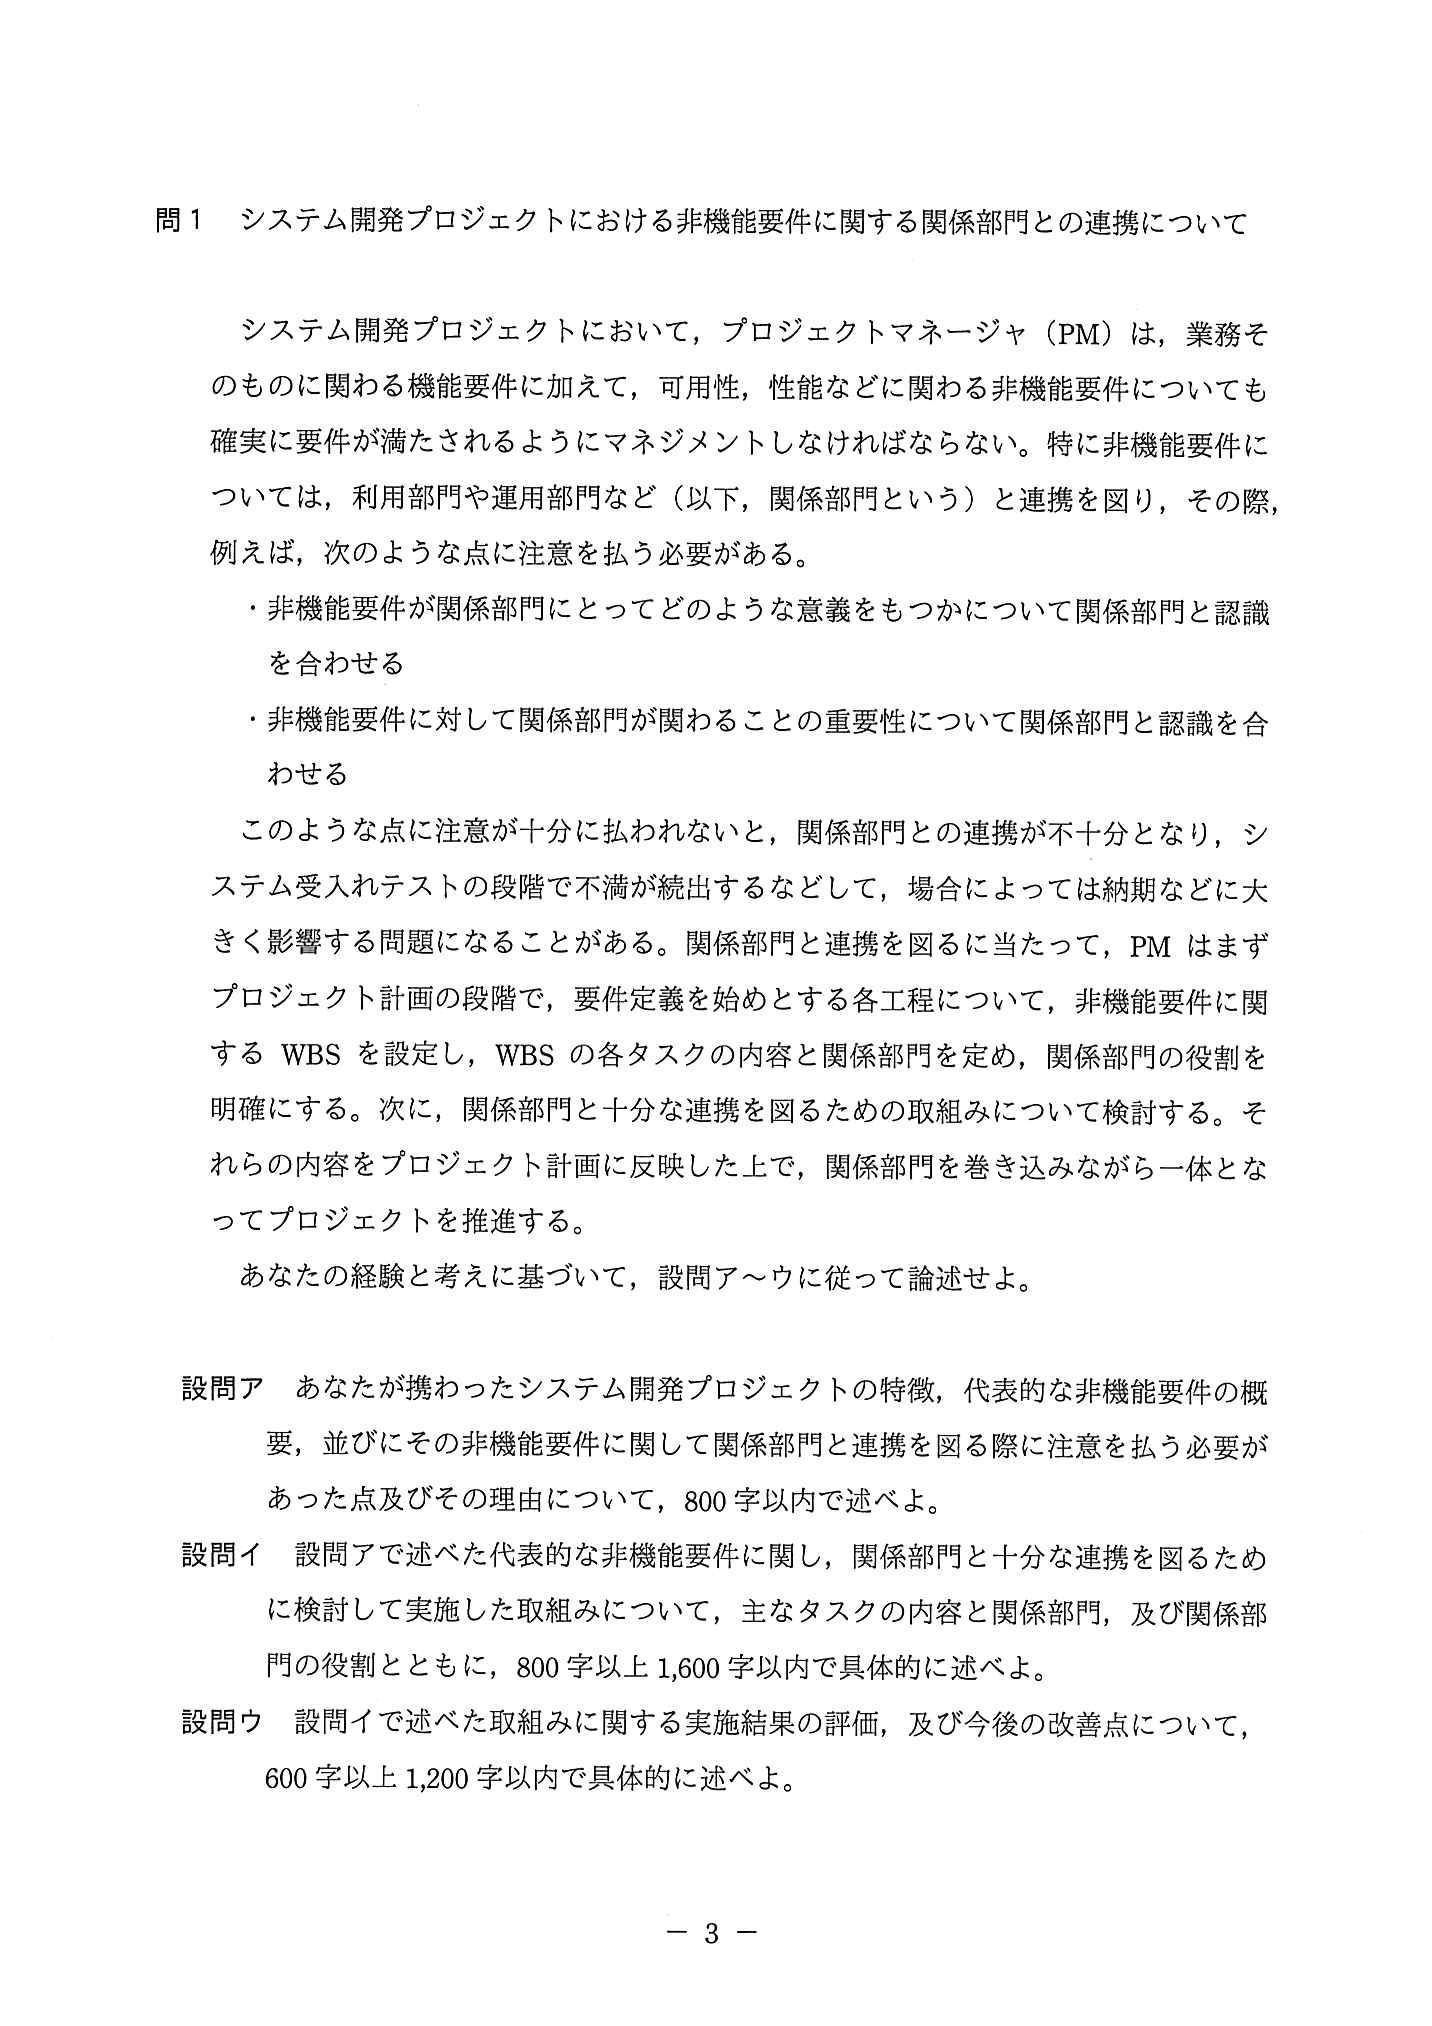 問1　システム開発プロジェクトにおける非機能要件に関する関係部門との連携について
システム開発プロジェクトにおいて，プロジェクトマネージャ（PM）は，業務そ
のものに関わる機能要件に加えて，可用性，性能などに関わる非機能要件についても
確実に要件が満たされるようにマネジメントしなければならない。特に非機能要件に
ついては，利用部門や運用部門など（以下，関係部門という）と連携を図り，その際，
例えば，次のような点に注意を払う必要がある。
・非機能要件が関係部門にとってどのような意義をもつかについて関係部門と認識
を合わせる
・非機能要件に対して関係部門が関わることの重要性について関係部門と認識を合
わせる
このような点に注意が十分に払われないと，関係部門との連携が不十分となり，シ
ステム受入れテストの段階で不満が続出するなどして，場合によっては納期などに大
きく影響する問題になることがある。関係部門と連携を図るに当たって，PM はまず
プロジェクト計画の段階で，要件定義を始めとする各工程について，非機能要件に関
する WBS を設定し，WBS の各タスクの内容と関係部門を定め，関係部門の役割を
明確にする。次に，関係部門と十分な連携を図るための取組みについて検討する。そ
れらの内容をプロジェクト計画に反映した上で，関係部門を巻き込みながら一体とな
ってプロジェクトを推進する。
あなたの経験と考えに基づいて，設問ア～ウに従って論述せよ。
設問ア　あなたが携わったシステム開発プロジェクトの特徴，代表的な非機能要件の概
要，並びにその非機能要件に関して関係部門と連携を図る際に注意を払う必要が
あった点及びその理由について，800 字以内で述べよ。
設問イ　設問アで述べた代表的な非機能要件に関し，関係部門と十分な連携を図るため
に検討して実施した取組みについて，主なタスクの内容と関係部門，及び関係部
門の役割とともに，800 字以上 1,600 字以内で具体的に述べよ。
設問ウ　設問イで述べた取組みに関する実施結果の評価，及び今後の改善点について，
600 字以上 1,200 字以内で具体的に述べよ。
－ 3 －